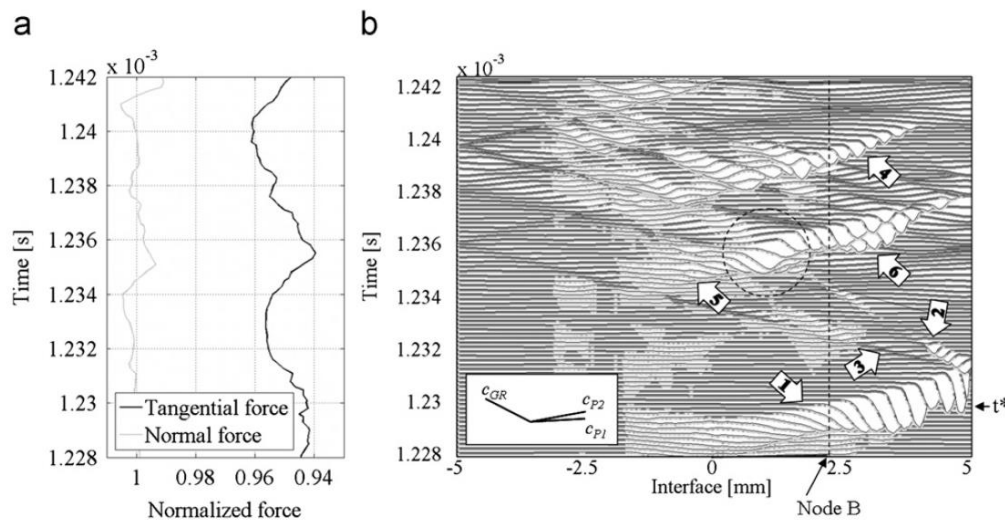 a
b
x 10⁻³
1.242
1.24
1.238
1.236
1.234
1.232
1.23
1.228
Time [s]
Tangential force
Normal force
1 0.98 0.96 0.94
Normalized force
x 10⁻³
1.242
1.24
1.238
1.236
1.234
1.232
1.23
1.228
Time [s]
4
6
5
2
3
1
t*
cGR
cP2
cP1
-5 -2.5 0 2.5 5
Interface [mm]
Node B